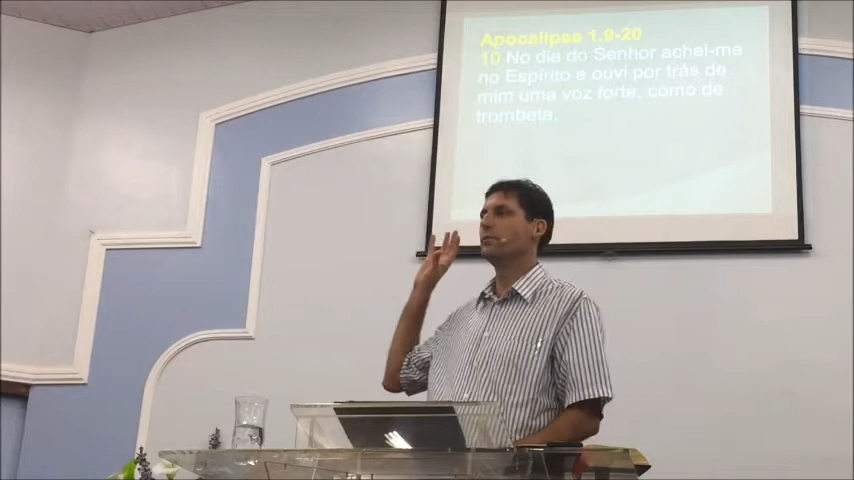 Apocalipse 1.9-20
10 No dia do Senhor achei-me
no Espírito e ouvi por trás de
mim uma voz forte, como de
trombeta.